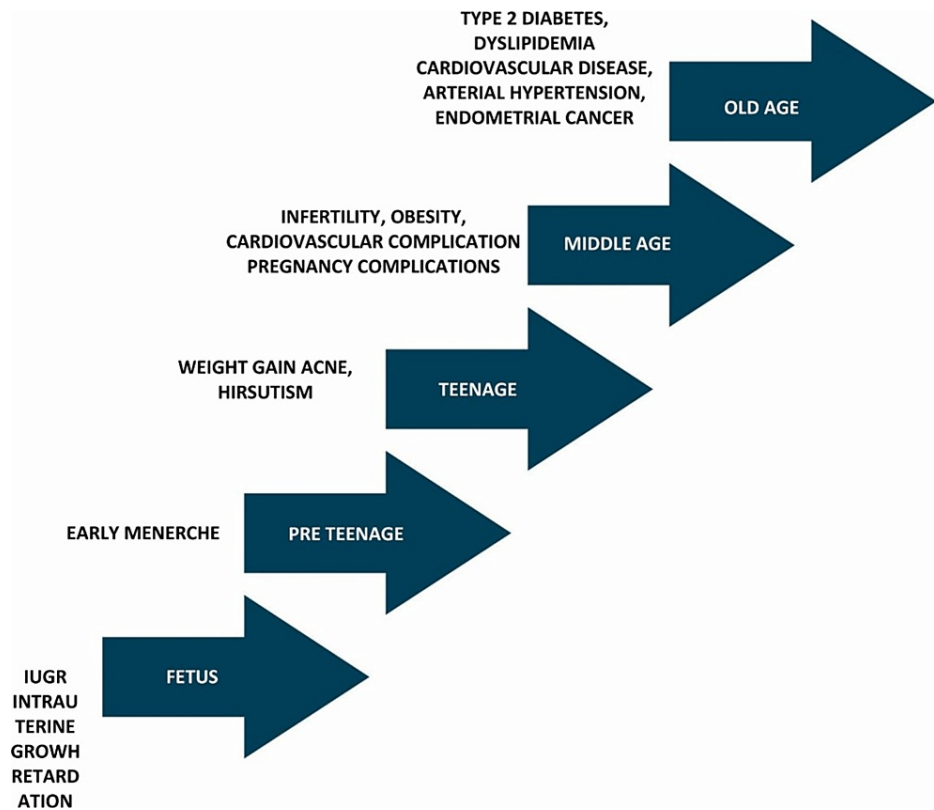 TYPE 2 DIABETES,
DYSLIPIDEMIA
CARDIOVASCULAR DISEASE,
ARTERIAL HYPERTENSION,
ENDOMETRIAL CANCER
OLD AGE
INFERTILITY, OBESITY,
CARDIOVASCULAR COMPLICATION
PREGNANCY COMPLICATIONS
MIDDLE AGE
WEIGHT GAIN ACNE,
HIRSUTISM
TEENAGE
EARLY MENERCHE
PRE TEENAGE
FETUS
IUGR
INTRAU
TERINE
GROWH
RETARD
ATION